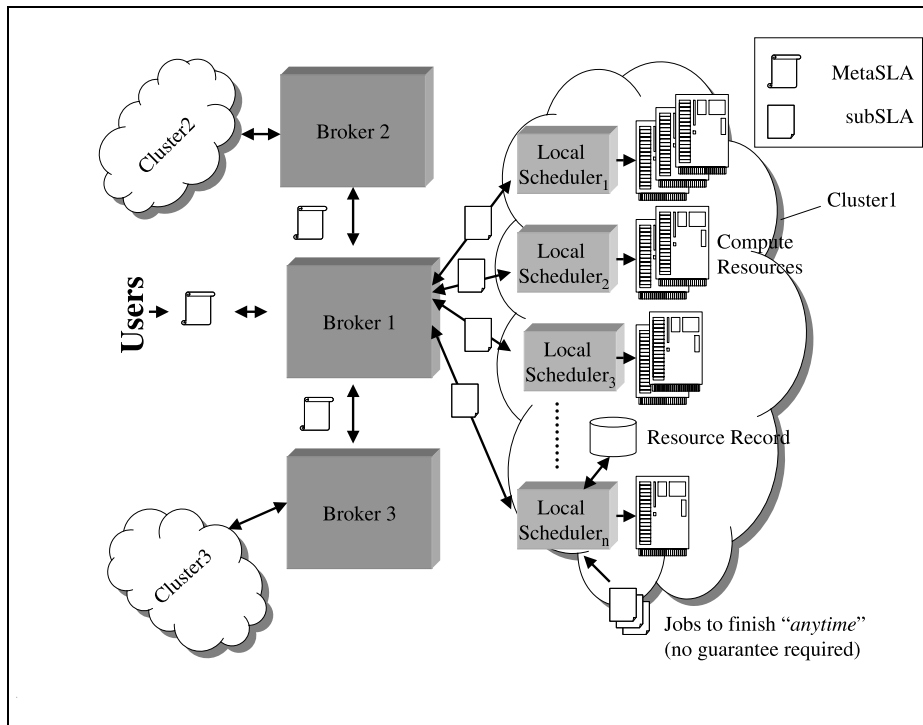 MetaSLA
subSLA
Cluster2
Broker 2
Local
Scheduler1
Cluster1
Local
Scheduler2
Compute
Resources
Users
Broker 1
Local
Scheduler3
Resource Record
Broker 3
Local
Schedulern
Cluster3
Jobs to finish “anytime”
(no guarantee required)